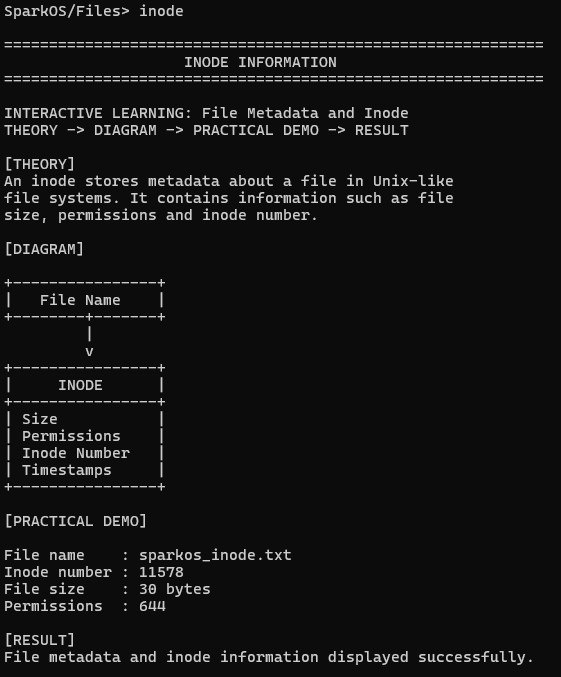 SparkOS/Files> inode
============================================================
                    INODE INFORMATION
============================================================
INTERACTIVE LEARNING: File Metadata and Inode
THEORY -> DIAGRAM -> PRACTICAL DEMO -> RESULT
[THEORY]
An inode stores metadata about a file in Unix-like
file systems. It contains information such as file
size, permissions and inode number.
[DIAGRAM]
+----------------+
|   File Name    |
+--------+-------+
         |
         v
+----------------+
|     INODE      |
+----------------+
| Size           |
| Permissions    |
| Inode Number   |
| Timestamps     |
+----------------+
[PRACTICAL DEMO]
File name    : sparkos_inode.txt
Inode number : 11578
File size    : 30 bytes
Permissions  : 644
[RESULT]
File metadata and inode information displayed successfully.